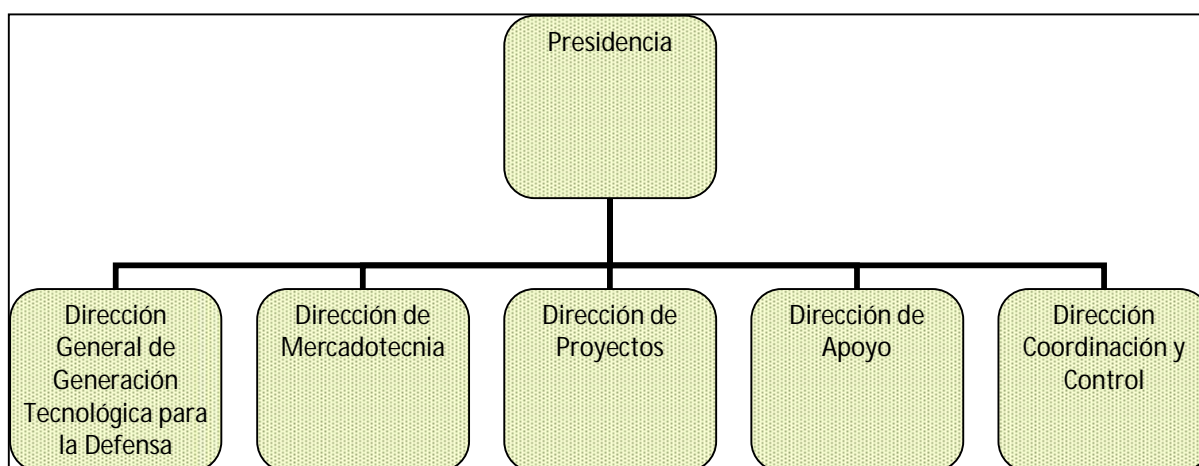 Presidencia
Dirección
General de
Generación
Tecnológica para
la Defensa
Dirección de
Mercadotecnia
Dirección de
Proyectos
Dirección de
Apoyo
Dirección
Coordinación y
Control